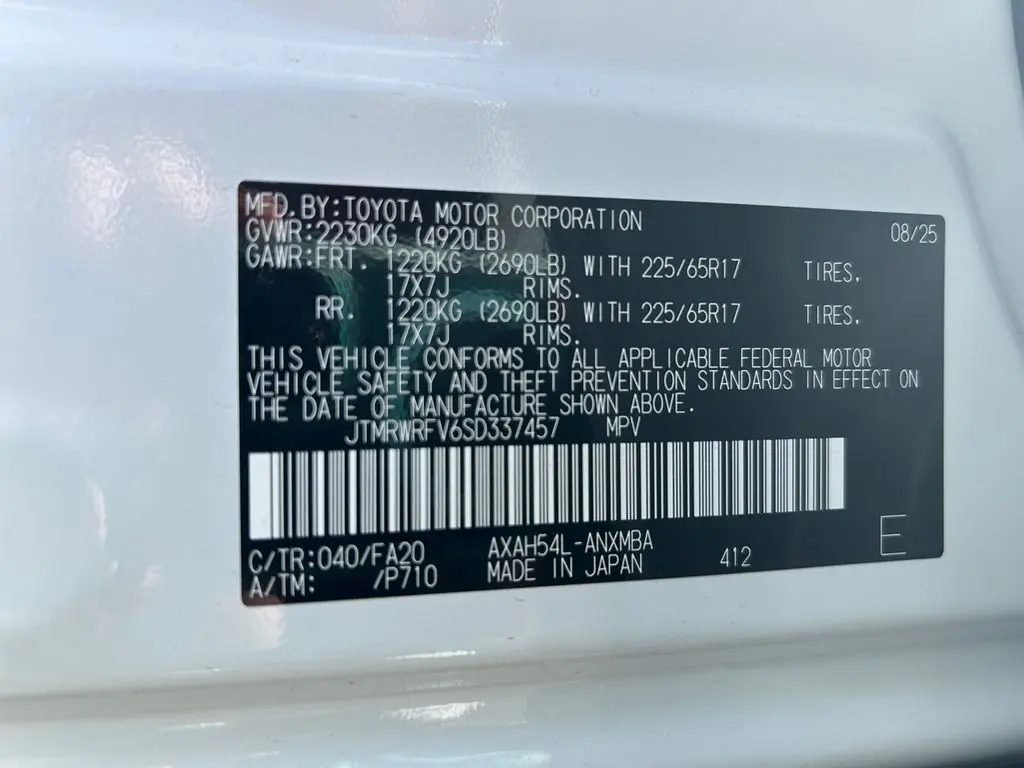 MFD.BY:TOYOTA MOTOR CORPORATION 08/25
GVWR:2230KG (4920LB)
GAWR:FRT. 1220KG (2690LB) WITH 225/65R17 TIRES,
17X7J RIMS.
RR. 1220KG (2690LB) WITH 225/65R17 TIRES,
17X7J RIMS.
THIS VEHICLE CONFORMS TO ALL APPLICABLE FEDERAL MOTOR
VEHICLE SAFETY AND THEFT PREVENTION STANDARDS IN EFFECT ON
THE DATE OF MANUFACTURE SHOWN ABOVE.
JTMRWRFV6SD337457 MPV
C/TR:040/FA20 AXAH54L-ANXMBA 412 E
A/TM: /P710 MADE IN JAPAN